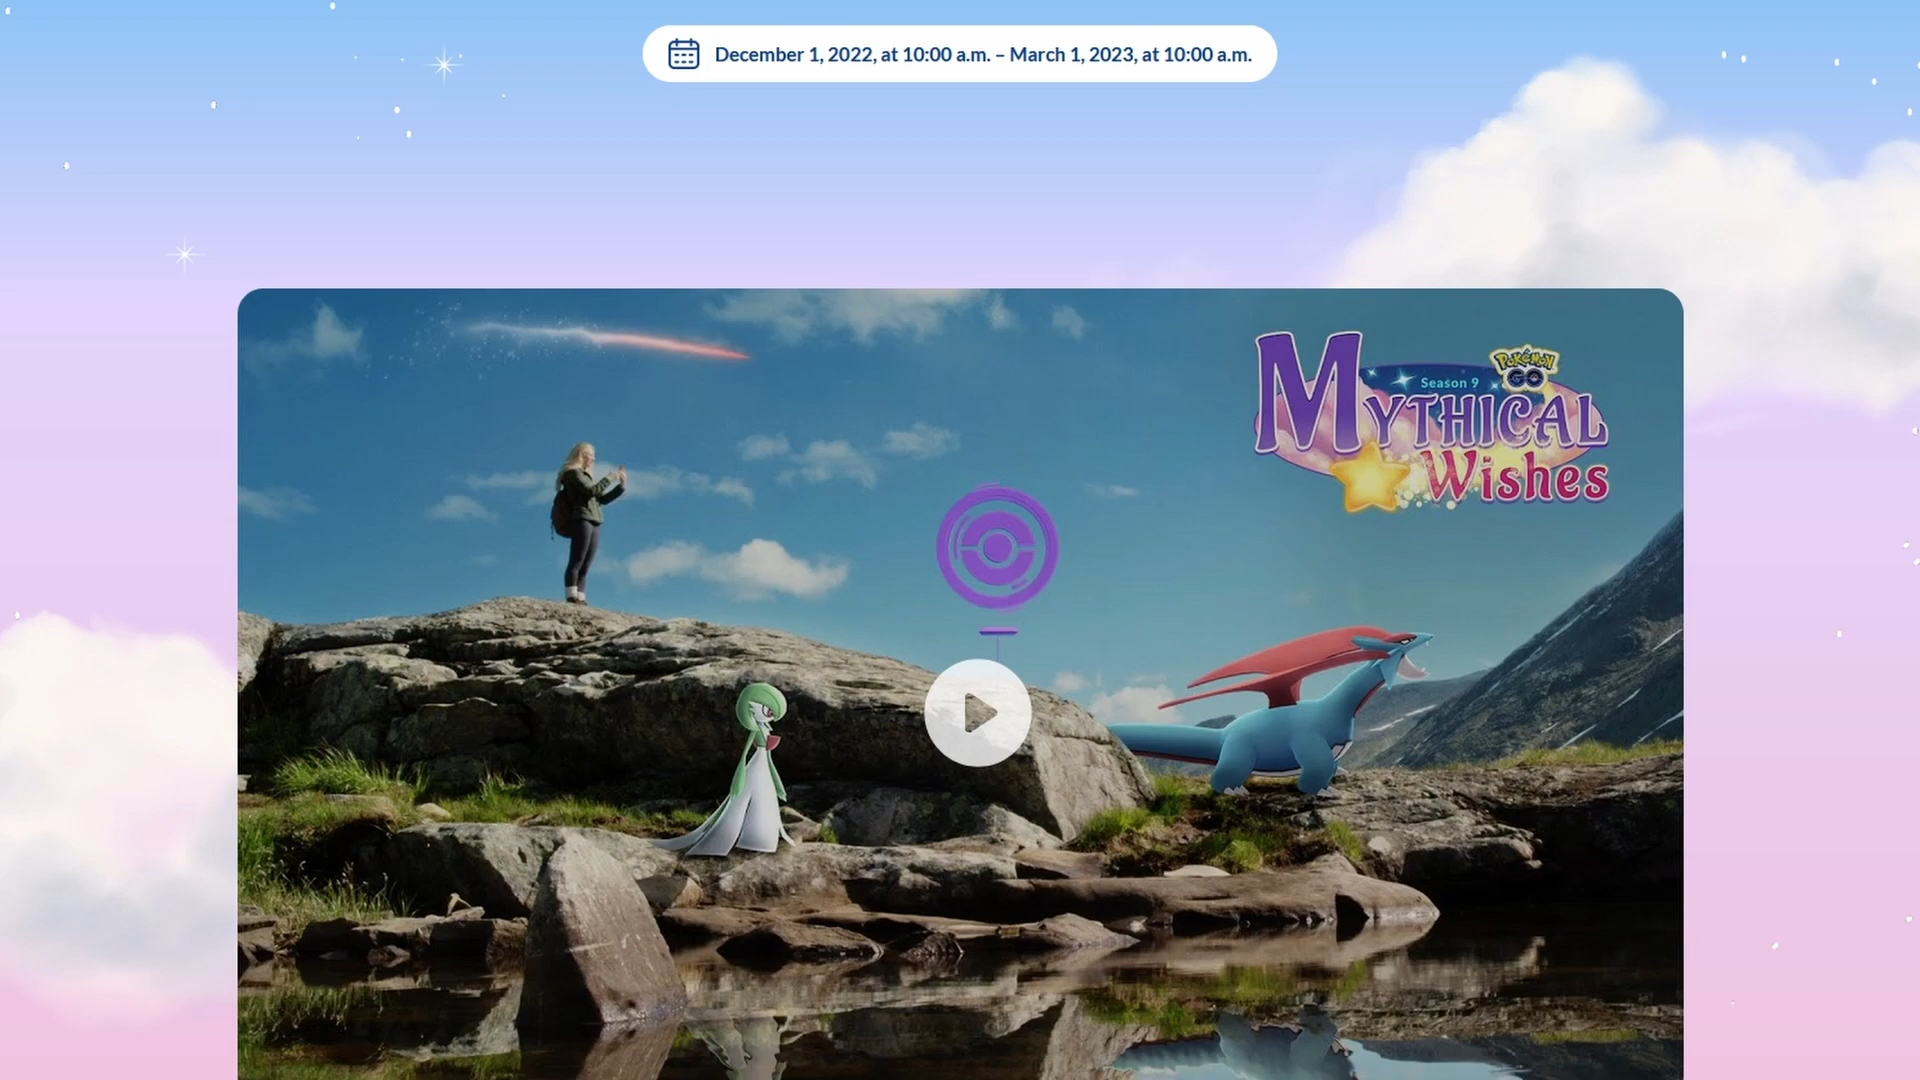 December 1, 2022, at 10:00 a.m. – March 1, 2023, at 10:00 a.m.
POKÉMON
GO
Season 9
MYTHICAL
Wishes